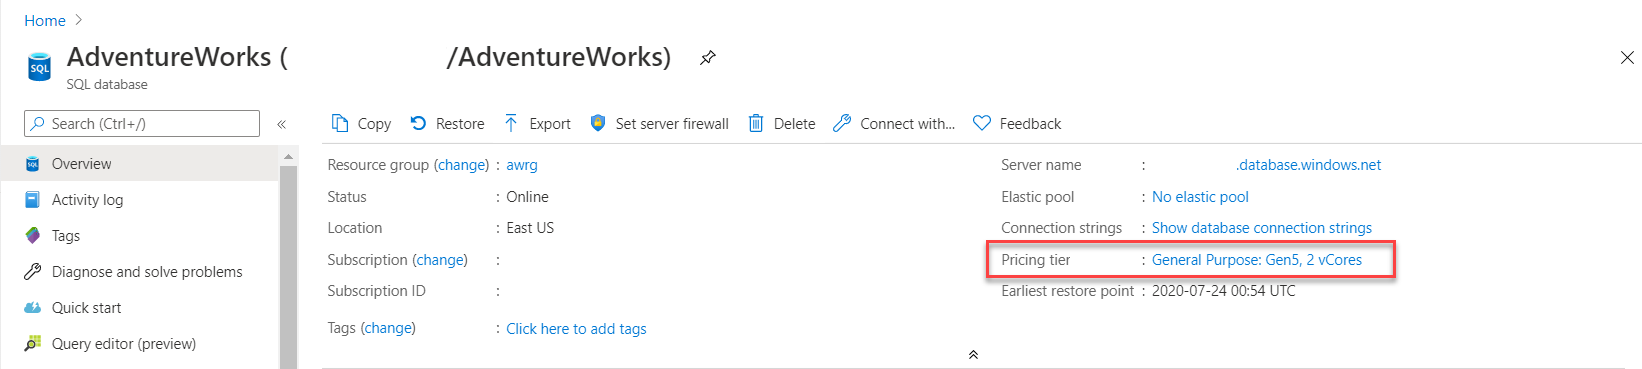 Home >
AdventureWorks ( /AdventureWorks)
SQL
SQL database
Search (Ctrl+/) «
Copy Restore Export Set server firewall Delete Connect with... Feedback
Overview
Activity log
Tags
Diagnose and solve problems
Quick start
Query editor (preview)
Resource group (change) : awrg
Status : Online
Location : East US
Subscription (change) :
Subscription ID :
Tags (change) : Click here to add tags
Server name : .database.windows.net
Elastic pool : No elastic pool
Connection strings : Show database connection strings
Pricing tier : General Purpose: Gen5, 2 vCores
Earliest restore point : 2020-07-24 00:54 UTC